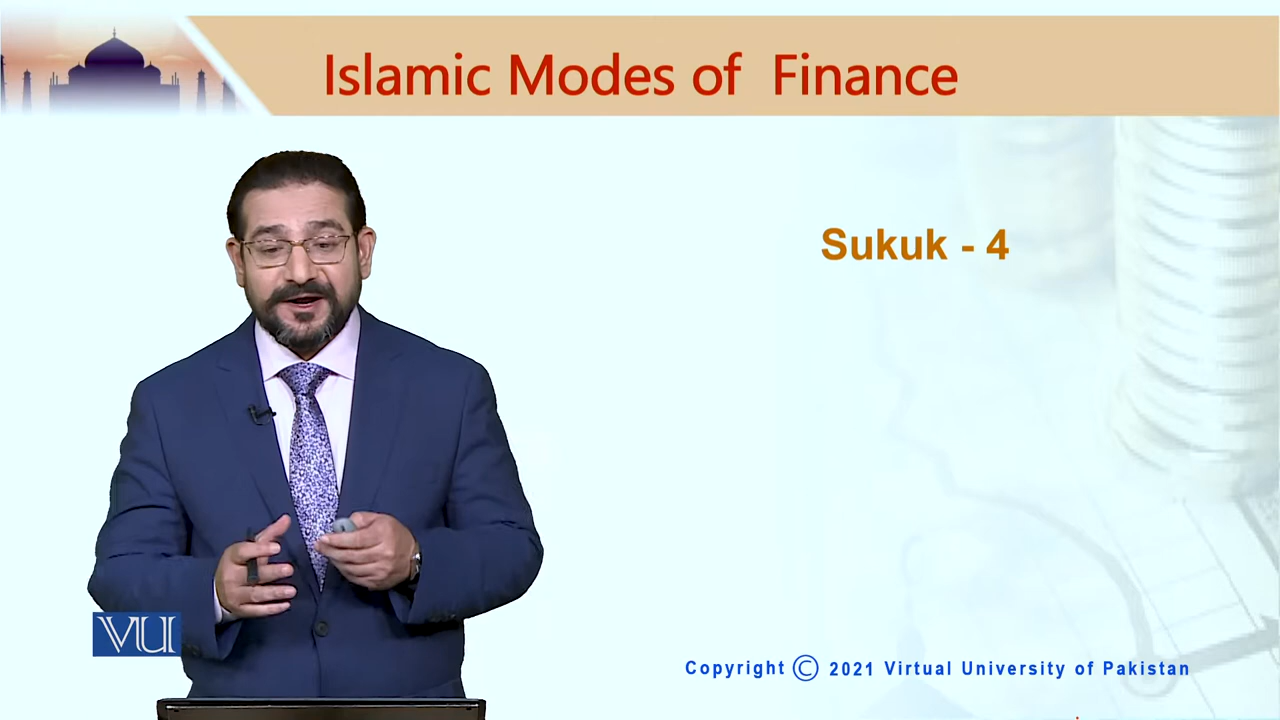 Islamic Modes of Finance
Sukuk - 4
VU
Copyright © 2021 Virtual University of Pakistan